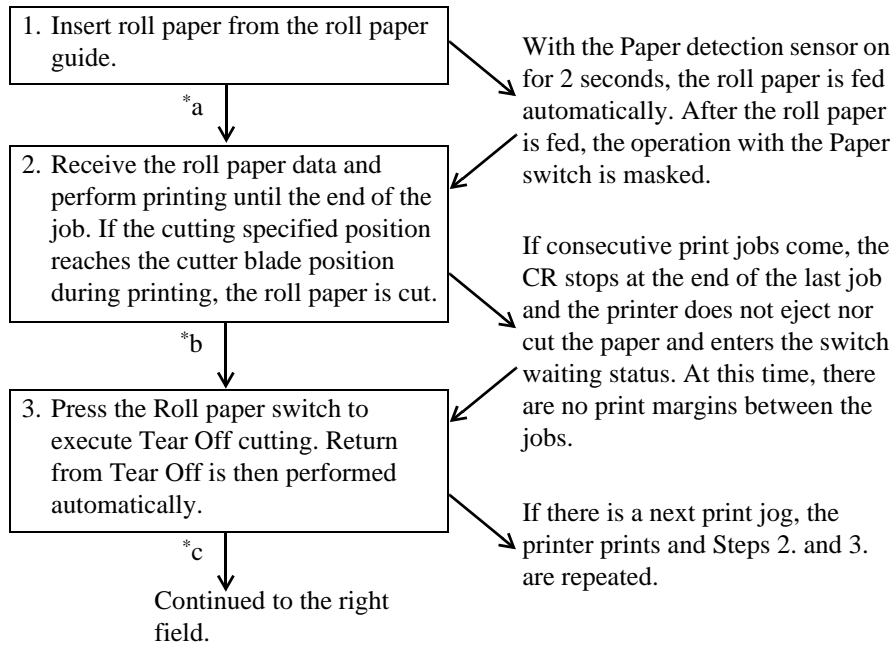 1. Insert roll paper from the roll paper
guide.
With the Paper detection sensor on
for 2 seconds, the roll paper is fed
automatically. After the roll paper
is fed, the operation with the Paper
switch is masked.
*a
2. Receive the roll paper data and
perform printing until the end of the
job. If the cutting specified position
reaches the cutter blade position
during printing, the roll paper is cut.
If consecutive print jobs come, the
CR stops at the end of the last job
and the printer does not eject nor
cut the paper and enters the switch
waiting status. At this time, there
are no print margins between the
jobs.
*b
3. Press the Roll paper switch to
execute Tear Off cutting. Return
from Tear Off is then performed
automatically.
If there is a next print jog, the
printer prints and Steps 2. and 3.
are repeated.
*c
Continued to the right
field.